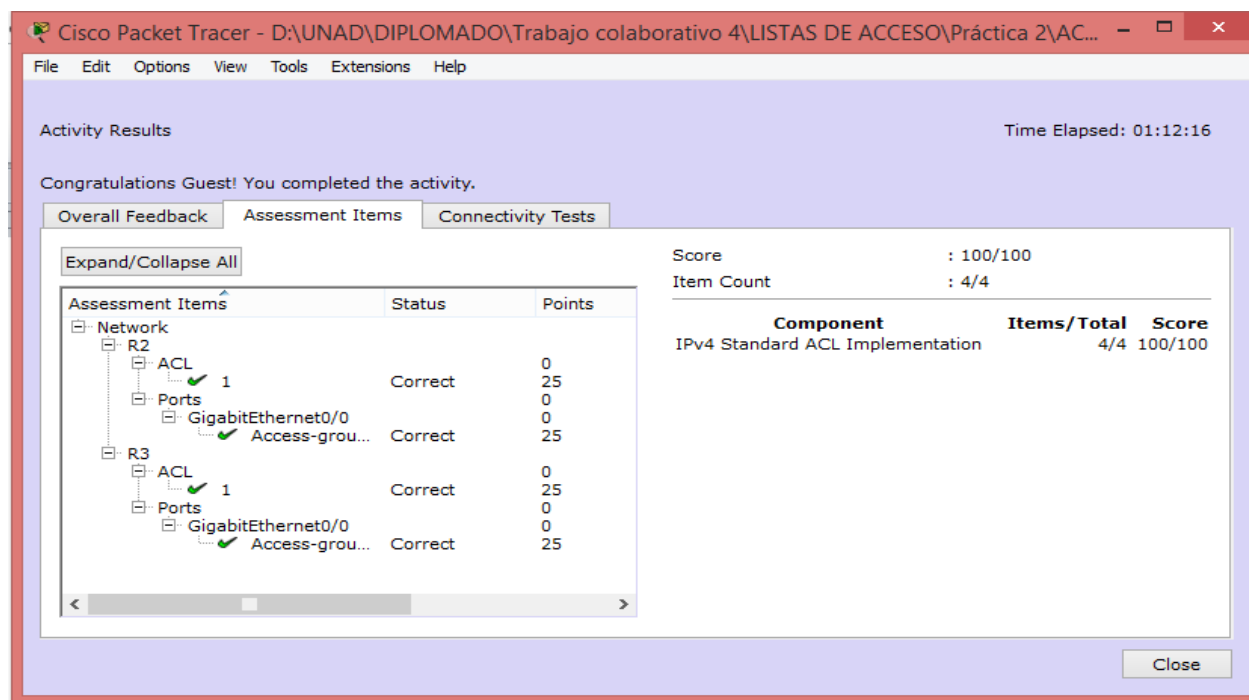 Cisco Packet Tracer - D:\UNAD\DIPLOMADO\Trabajo colaborativo 4\LISTAS DE ACCESO\Práctica 2\AC...
File Edit Options View Tools Extensions Help
Activity Results
Time Elapsed: 01:12:16
Congratulations Guest! You completed the activity.
Overall Feedback Assessment Items Connectivity Tests
Expand/Collapse All
Assessment Items Status Points
Network
R2
ACL 0
1 Correct 25
Ports 0
GigabitEthernet0/0 0
Access-grou... Correct 25
R3
ACL 0
1 Correct 25
Ports 0
GigabitEthernet0/0 0
Access-grou... Correct 25
Score : 100/100
Item Count : 4/4
Component Items/Total Score
IPv4 Standard ACL Implementation 4/4 100/100
Close